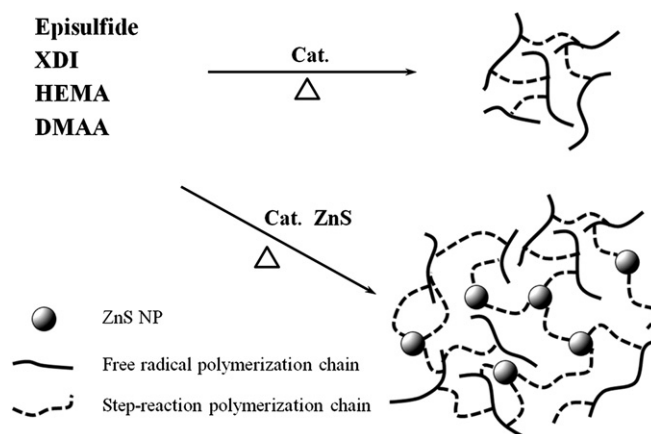 Episulfide
XDI
HEMA
DMAA
Cat.
△
Cat. ZnS
△
ZnS NP
Free radical polymerization chain
Step-reaction polymerization chain